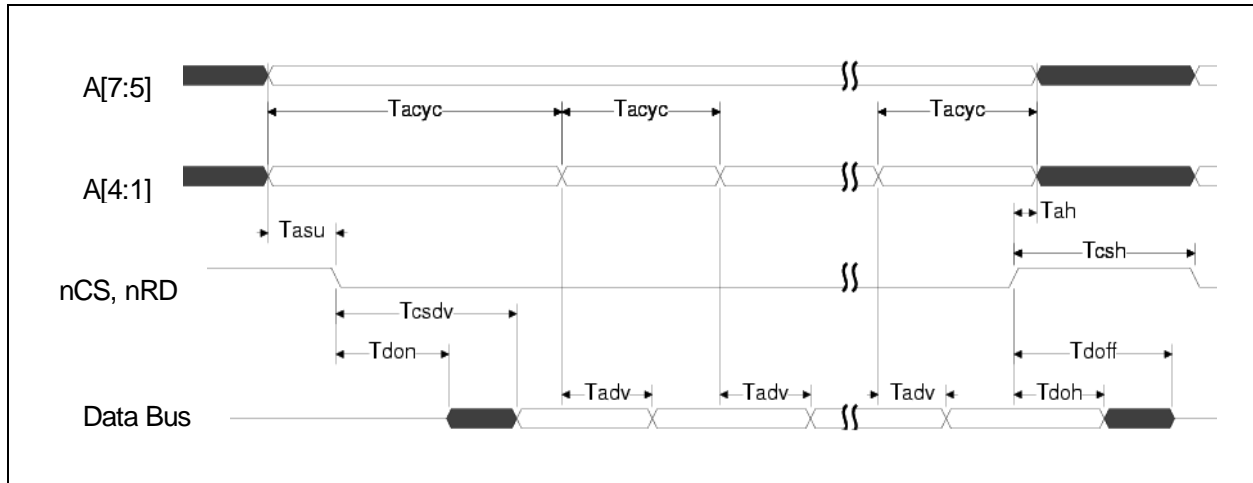 A[7:5]
Tacyc Tacyc Tacyc
A[4:1]
Tasu Tah
Tcsh
nCS, nRD
Tcsdv
Tdon Tdoff
Tadv Tadv Tadv Tdoh
Data Bus